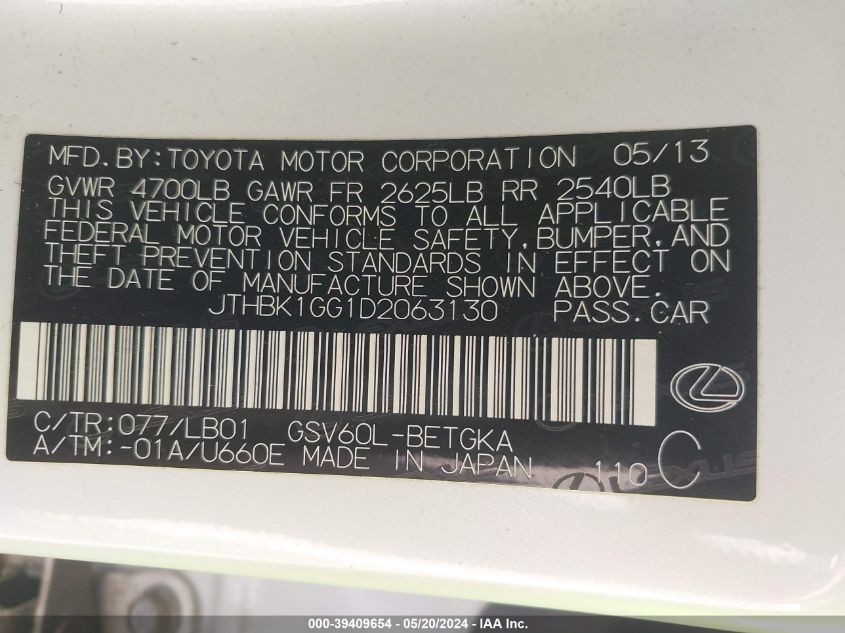 MFD. BY: TOYOTA MOTOR CORPORATION 05/13
GVWR 4700LB GAWR FR 2625LB RR 2540LB
THIS VEHICLE CONFORMS TO ALL APPLICABLE
FEDERAL MOTOR VEHICLE SAFETY, BUMPER, AND
THEFT PREVENTION STANDARDS IN EFFECT ON
THE DATE OF MANUFACTURE SHOWN ABOVE.
JTHBK1GG1D2063130 PASS.CAR
C/TR: 077/LB01 GSV60L-BETGKA
A/TM: -01A/U660E MADE IN JAPAN 110 C
LEXUS
000-39409654 - 05/20/2024 - IAA Inc.